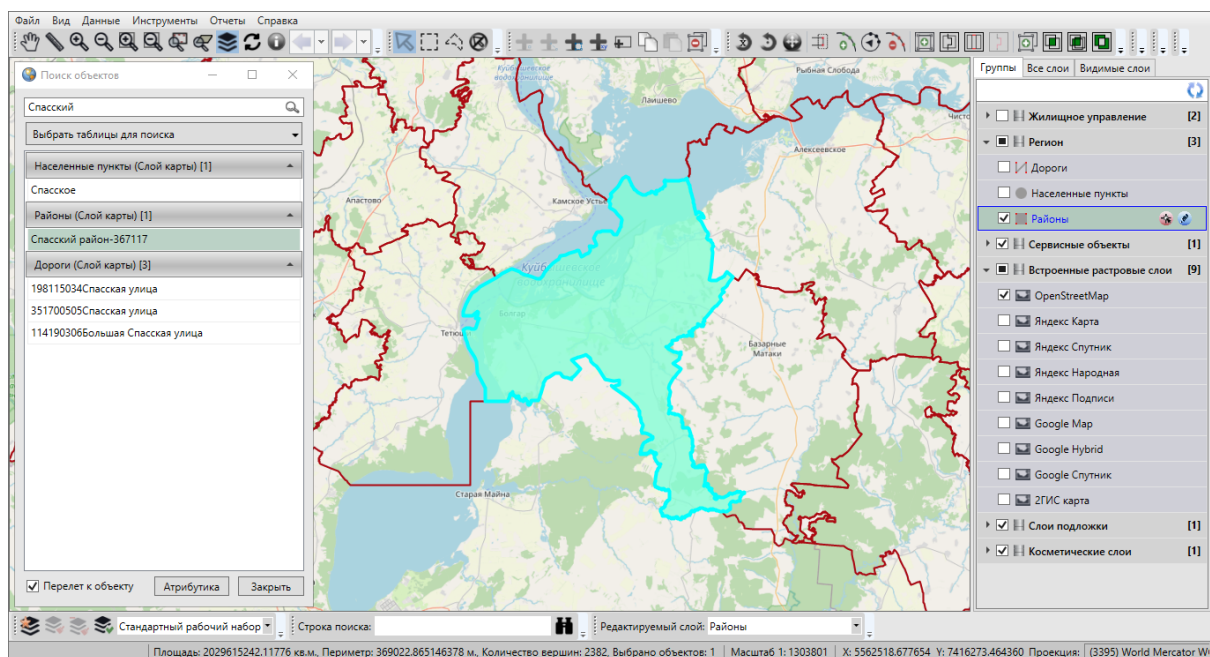 Файл Вид Данные Инструменты Отчеты Справка
Поиск объектов
Спасский
Выбрать таблицы для поиска
Населенные пункты (Слой карты) [1]
Спасское
Районы (Слой карты) [1]
Спасский район-367117
Дороги (Слой карты) [3]
198115034Спасская улица
351700505Спасская улица
114190306Большая Спасская улица
Перелет к объекту Атрибутика Закрыть
Куйбышевское
водохранилище
Рыбная Слобода
Лаишево
Чисто
Алексеевское
Апастово
Камское Устье
Куйбышевское
водохранилище
Болгар
Тетюши
Базарные
Матаки
Старая Майна
Группы Все слои Видимые слои
Жилищное управление [2]
Регион [3]
Дороги
Населенные пункты
Районы
Сервисные объекты [1]
Встроенные растровые слои [9]
OpenStreetMap
Яндекс Карта
Яндекс Спутник
Яндекс Народная
Яндекс Подписи
Google Map
Google Hybrid
Google Спутник
2ГИС карта
Слои подложки [1]
Косметические слои [1]
Стандартный рабочий набор Строка поиска: Редактируемый слой: Районы
Площадь: 2029615242.11776 кв.м., Периметр: 369022.865146378 м., Количество вершин: 2382, Выбрано объектов: 1 Масштаб 1: 1303801 X: 5562518.677654 Y: 7416273.464360 Проекция: (3395) World Mercator W